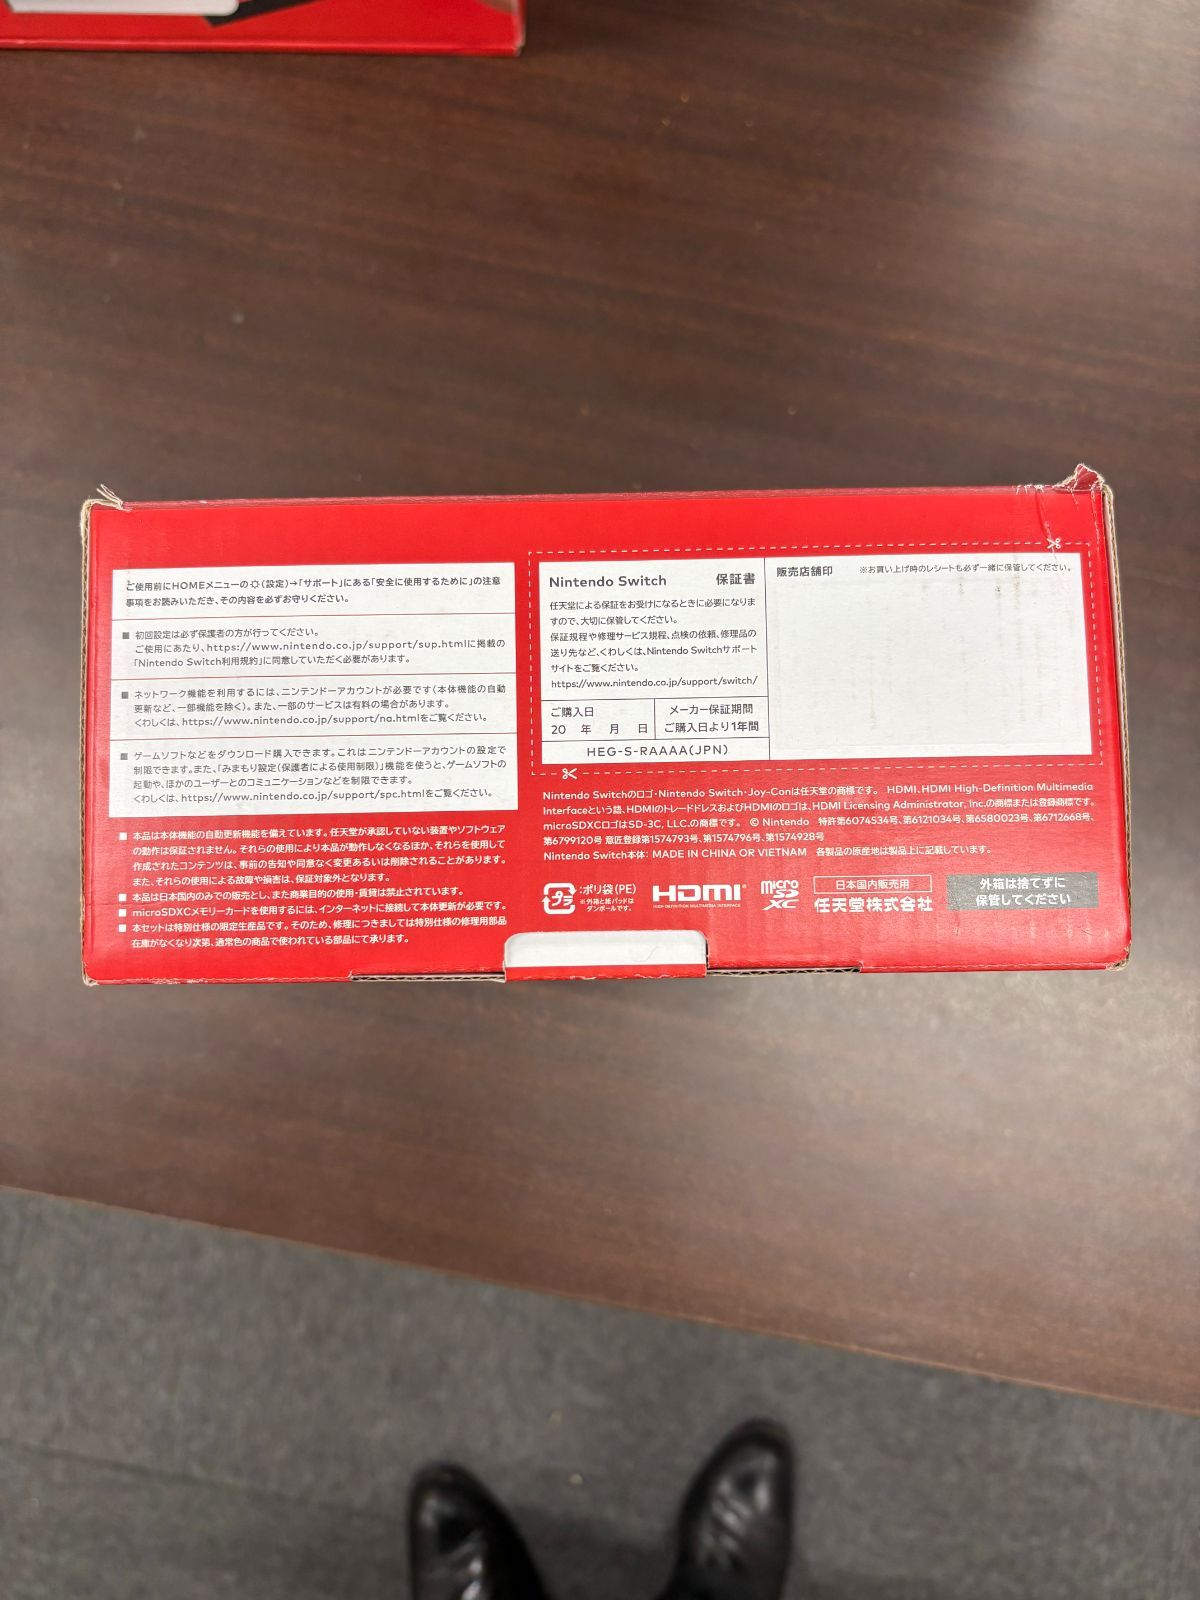 ご使用前にHOMEメニューの(設定)→「サポート」にある「安全に使用するために」の注意
事項をお読みいただき、その内容を必ずお守りください。
■ 初回設定は必ず保護者の方が行ってください。
ご使用にあたり、https://www.nintendo.co.jp/support/sup.htmlに掲載の
「Nintendo Switch利用規約」に同意していただく必要があります。
■ ネットワーク機能を利用するには、ニンテンドーアカウントが必要です(本体機能の自動
更新など、一部機能を除く)。また、一部のサービスは有料の場合があります。
くわしくは、https://www.nintendo.co.jp/support/na.htmlをご覧ください。
■ ゲームソフトなどをダウンロード購入できます。これはニンテンドーアカウントの設定で
制限できます。また、「みまもり設定(保護者による使用制限)」機能を使うと、ゲームソフトの
起動や、ほかのユーザーとのコミュニケーションなどを制限できます。
くわしくは、https://www.nintendo.co.jp/support/spc.htmlをご覧ください。
■ 本品は本体機能の自動更新機能を備えています。任天堂が承認していない装置やソフトウェア
の動作は保証されません。それらの使用により本品が動作しなくなるほか、それらを使用して
作成されたコンテンツは、事前の告知や同意なく変更あるいは削除されることがあります。
また、それらの使用による故障や損害は、保証対象外となります。
■ 本品は日本国内のみでの販売とし、また商業目的の使用・賃貸は禁止されています。
■ microSDXCメモリーカードを使用するには、インターネットに接続して本体更新が必要です。
■ 本セットは特別仕様の限定生産品です。そのため、修理につきましては特別仕様の修理用部品
在庫がなくなり次第、通常色の商品で使われている部品にて承ります。
Nintendo Switch 保証書
任天堂による保証をお受けになるときに必要になりま
すので、大切に保管してください。
保証規程や修理サービス規程、点検の依頼、修理品の
送り先など、くわしくは、Nintendo Switchサポート
サイトをご覧ください。
https://www.nintendo.co.jp/support/switch/
ご購入日
20 年 月 日
メーカー保証期間
ご購入日より1年間
HEG-S-RAAAA(JPN)
販売店舗印 ※お買い上げ時のレシートも必ず一緒に保管してください。
Nintendo Switchのロゴ・Nintendo Switch・Joy-Conは任天堂の商標です。 HDMI、HDMI High-Definition Multimedia
Interfaceという語、HDMIのトレードドレスおよびHDMIのロゴは、HDMI Licensing Administrator, Inc.の商標または登録商標です。
microSDXCロゴはSD-3C, LLC.の商標です。 © Nintendo 特許第6074534号、第6121034号、第6580023号、第6712668号、
第6799120号 意匠登録第1574793号、第1574796号、第1574928号
Nintendo Switch本体: MADE IN CHINA OR VIETNAM 各製品の原産地は製品上に記載しています。
プラ
:ポリ袋(PE)
※外箱と紙パッドは
ダンボールです。
HDMI
HIGH-DEFINITION MULTIMEDIA INTERFACE
micro SD XC
日本国内販売用
任天堂株式会社
外箱は捨てずに
保管してください